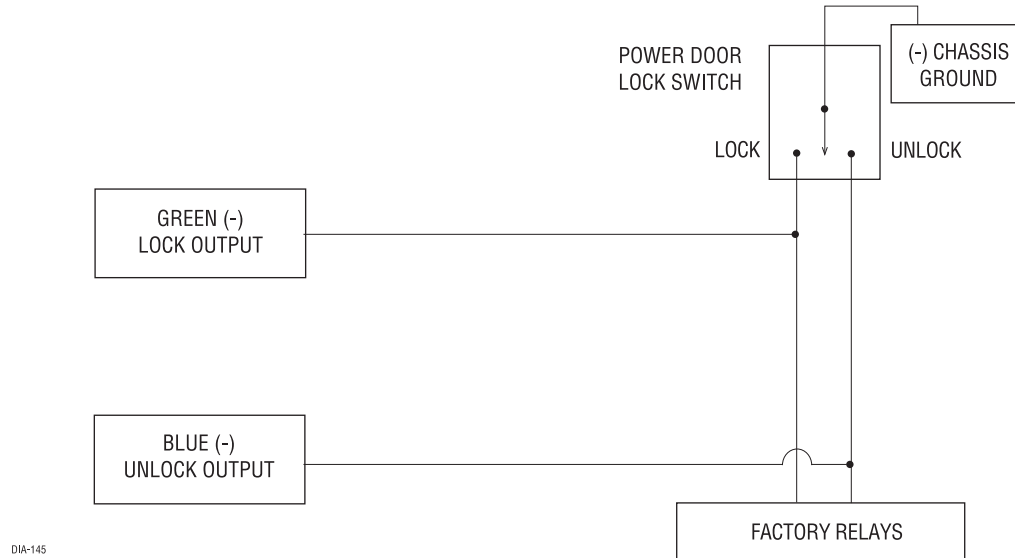 (-) CHASSIS
GROUND
POWER DOOR
LOCK SWITCH
LOCK
UNLOCK
GREEN (-)
LOCK OUTPUT
BLUE (-)
UNLOCK OUTPUT
FACTORY RELAYS
DIA-145